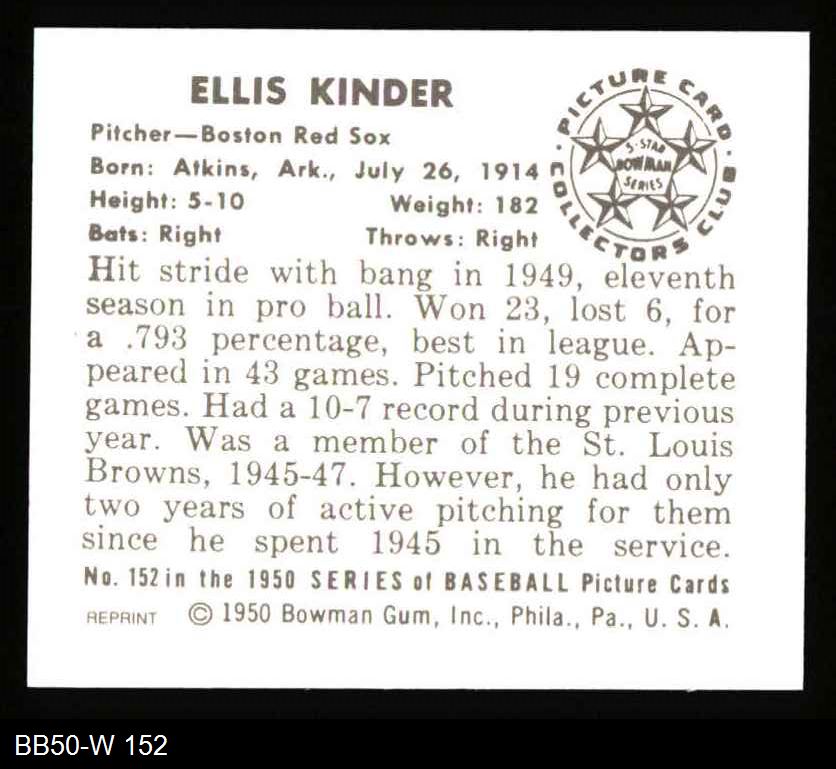 ELLIS KINDER
Pitcher—Boston Red Sox
Born: Atkins, Ark., July 26, 1914
Height: 5-10 Weight: 182
Bats: Right Throws: Right
PICTURE CARD
COLLECTORS CLUB
5-STAR
BOWMAN
SERIES
Hit stride with bang in 1949, eleventh
season in pro ball. Won 23, lost 6, for
a .793 percentage, best in league. Ap-
peared in 43 games. Pitched 19 complete
games. Had a 10-7 record during previous
year. Was a member of the St. Louis
Browns, 1945-47. However, he had only
two years of active pitching for them
since he spent 1945 in the service.
No. 152 in the 1950 SERIES of BASEBALL Picture Cards
REPRINT © 1950 Bowman Gum, Inc., Phila., Pa., U. S. A.
BB50-W 152